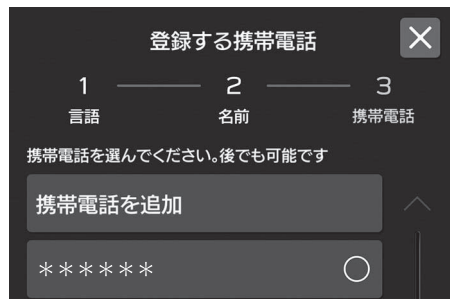 登録する携帯電話
1 2 3
言語 名前 携帯電話
携帯電話を選んでください。後でも可能です
携帯電話を追加
＊＊＊＊＊＊